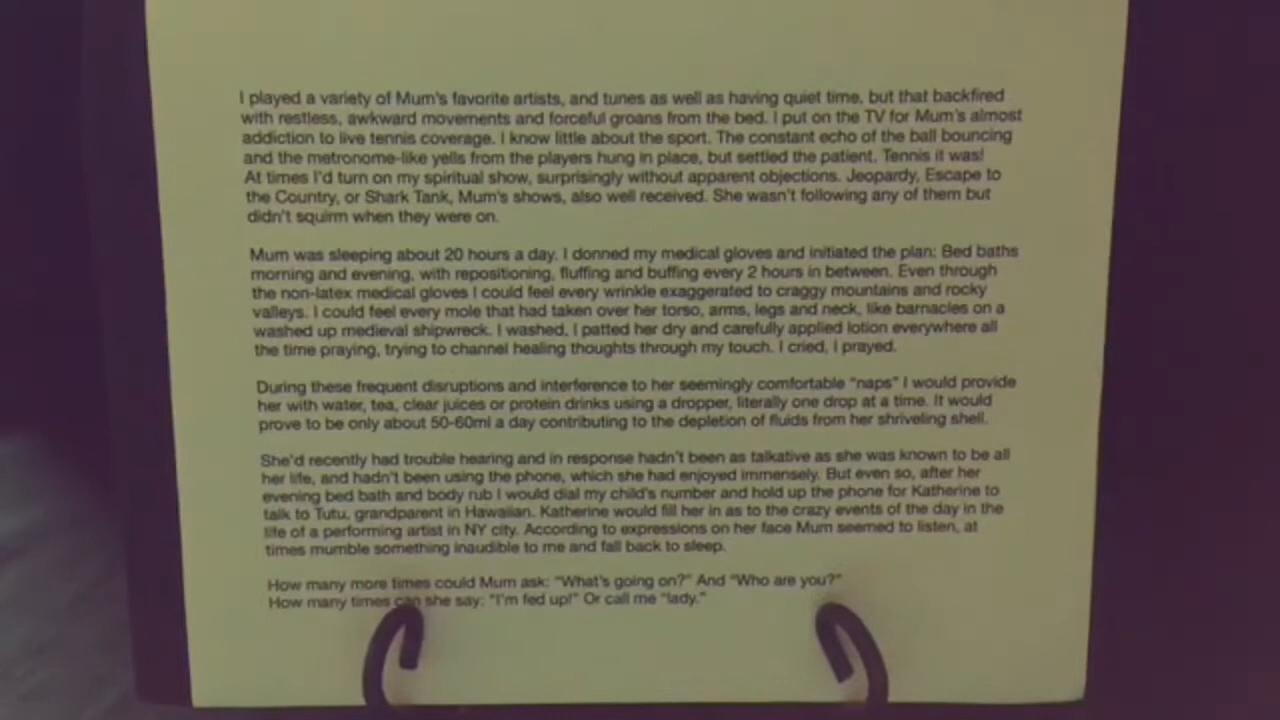 I played a variety of Mum's favorite artists, and tunes as well as having quiet time, but that backfired
with restless, awkward movements and forceful groans from the bed. I put on the TV for Mum's almost
addiction to live tennis coverage. I know little about the sport. The constant echo of the ball bouncing
and the metronome-like yells from the players hung in place, but settled the patient. Tennis it was!
At times I'd turn on my spiritual show, surprisingly without apparent objections. Jeopardy, Escape to
the Country, or Shark Tank, Mum's shows, also well received. She wasn't following any of them but
didn't squirm when they were on.
Mum was sleeping about 20 hours a day. I donned my medical gloves and initiated the plan: Bed baths
morning and evening, with repositioning, fluffing and buffing every 2 hours in between. Even through
the non-latex medical gloves I could feel every wrinkle exaggerated to craggy mountains and rocky
valleys. I could feel every mole that had taken over her torso, arms, legs and neck, like barnacles on a
washed up medieval shipwreck. I washed, I patted her dry and carefully applied lotion everywhere all
the time praying, trying to channel healing thoughts through my touch. I cried, I prayed.
During these frequent disruptions and interference to her seemingly comfortable “naps” I would provide
her with water, tea, clear juices or protein drinks using a dropper, literally one drop at a time. It would
prove to be only about 50-60ml a day contributing to the depletion of fluids from her shriveling shell.
She'd recently had trouble hearing and in response hadn't been as talkative as she was known to be all
her life, and hadn't been using the phone, which she had enjoyed immensely. But even so, after her
evening bed bath and body rub I would dial my child's number and hold up the phone for Katherine to
talk to Tutu, grandparent in Hawaiian. Katherine would fill her in as to the crazy events of the day in the
life of a performing artist in NY city. According to expressions on her face Mum seemed to listen, at
times mumble something inaudible to me and fall back to sleep.
How many more times could Mum ask: “What's going on?” And “Who are you?”
How many times can she say: “I'm fed up!” Or call me “lady.”